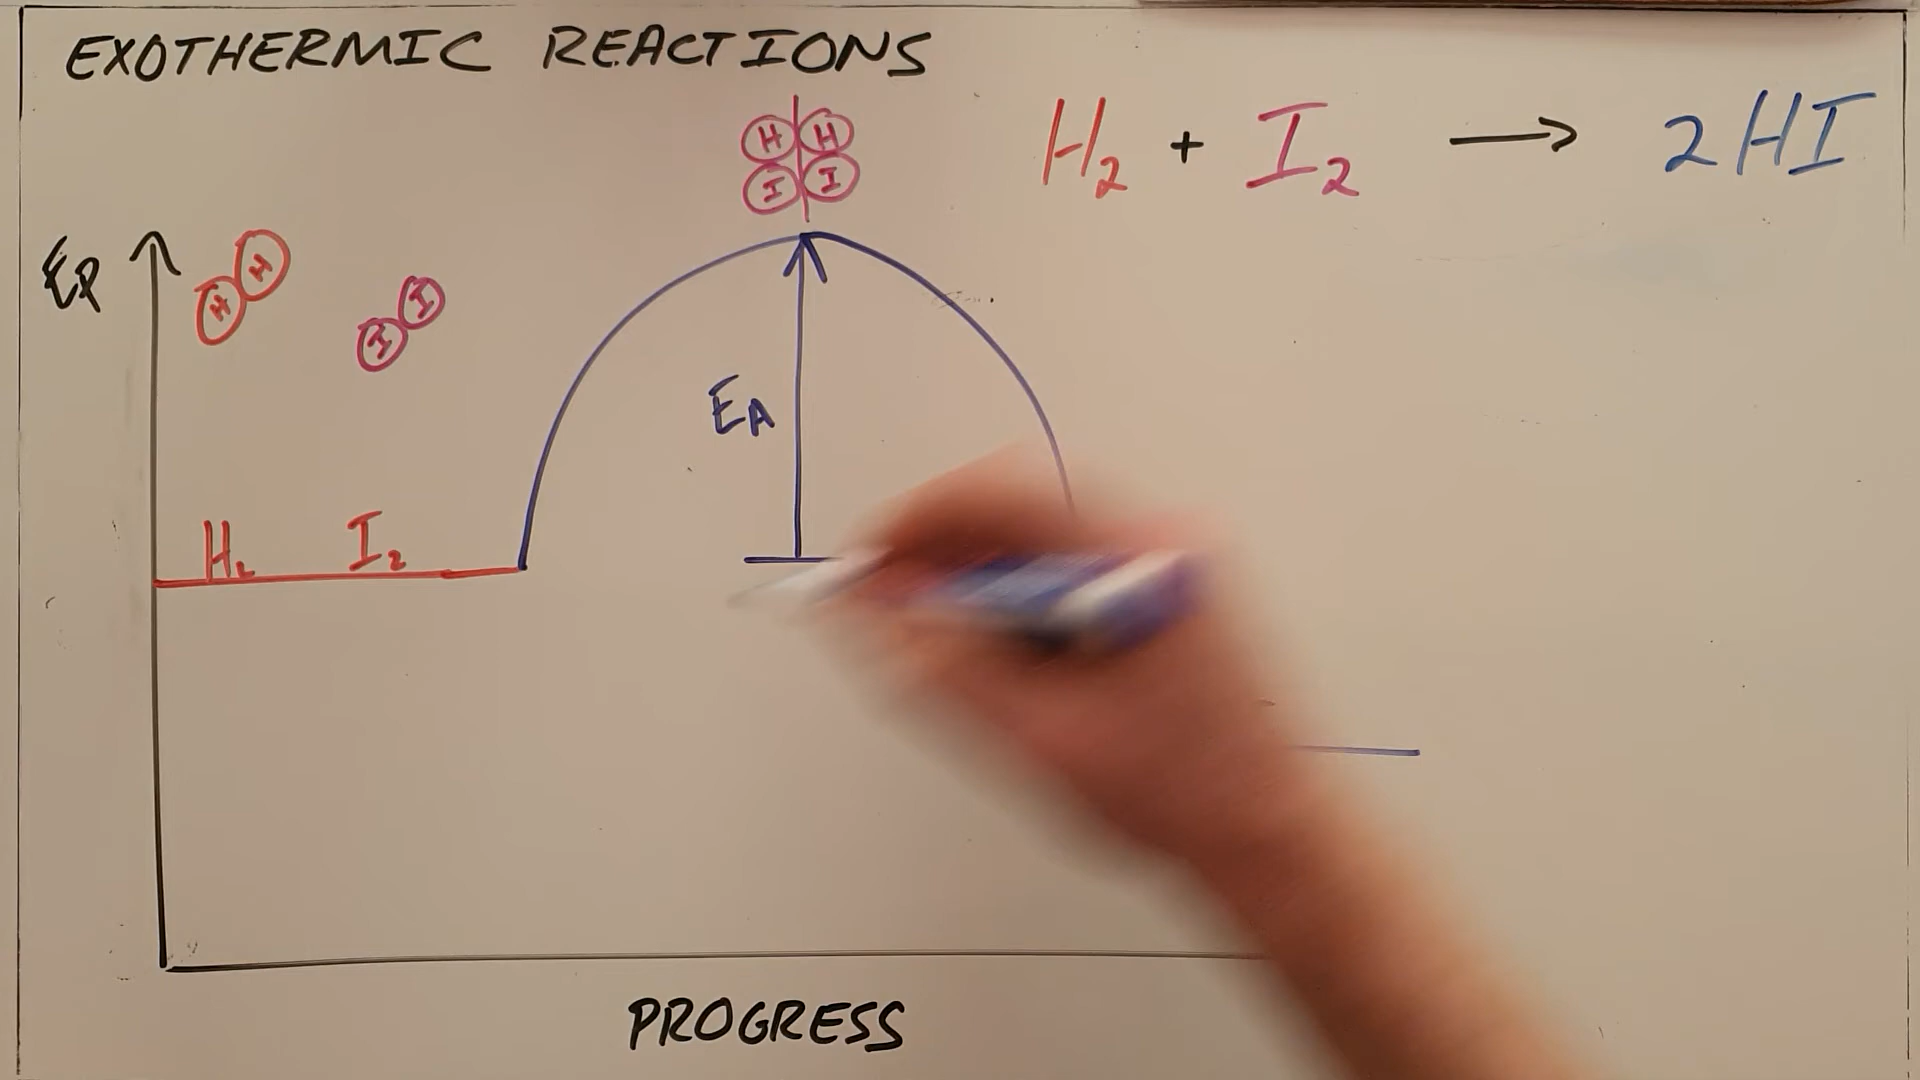 EXOTHERMIC REACTIONS
H₂ + I₂ → 2HI
H H
I I
EP
H H
I I
EA
H₂ I₂
PROGRESS